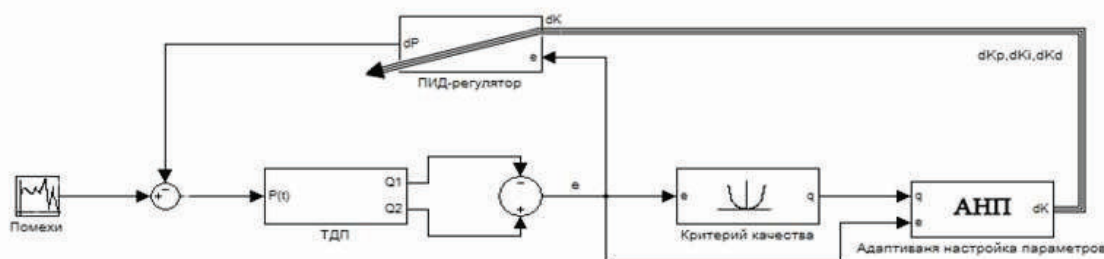 dK
dP
e
ПИД-регулятор
dKp,dKi,dKd
Помехи
+
−
P(t)
Q1
Q2
ТДП
−
+
e
e
q
Критерий качества
q
e
АНП
dK
Адаптиваня настройка параметров